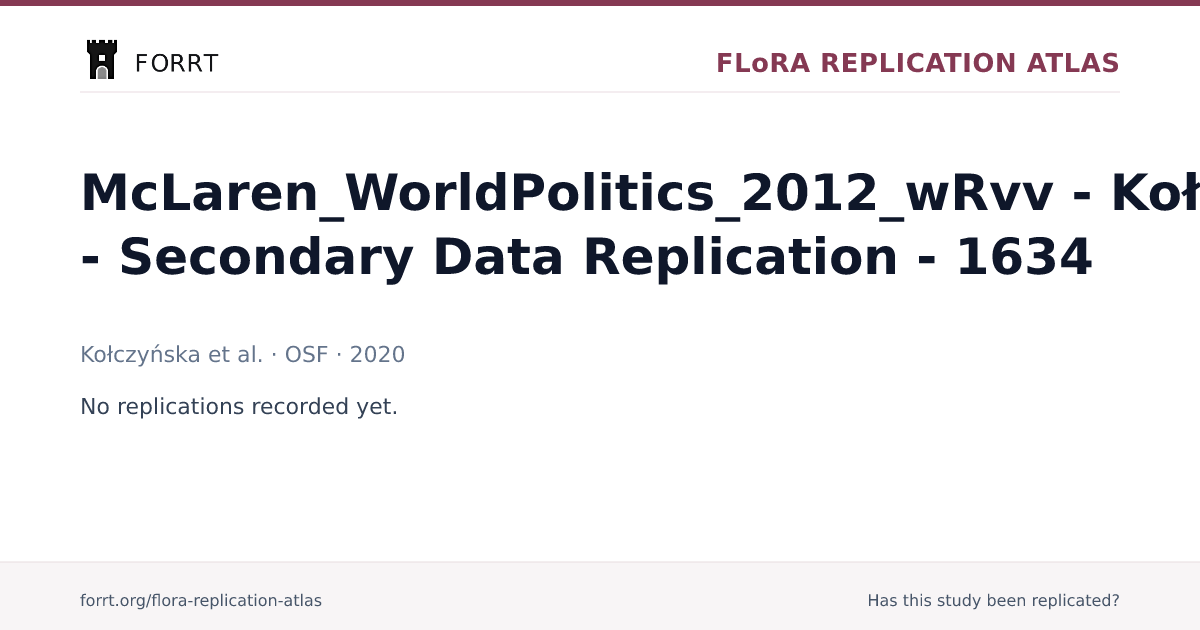 FORRT
FLoRA REPLICATION ATLAS
McLaren_WorldPolitics_2012_wRvv -
- Secondary Data Replication - 1634
Kołczyńska et al. · OSF · 2020
No replications recorded yet.
forrt.org/flora-replication-atlas
Has this study been replicated?